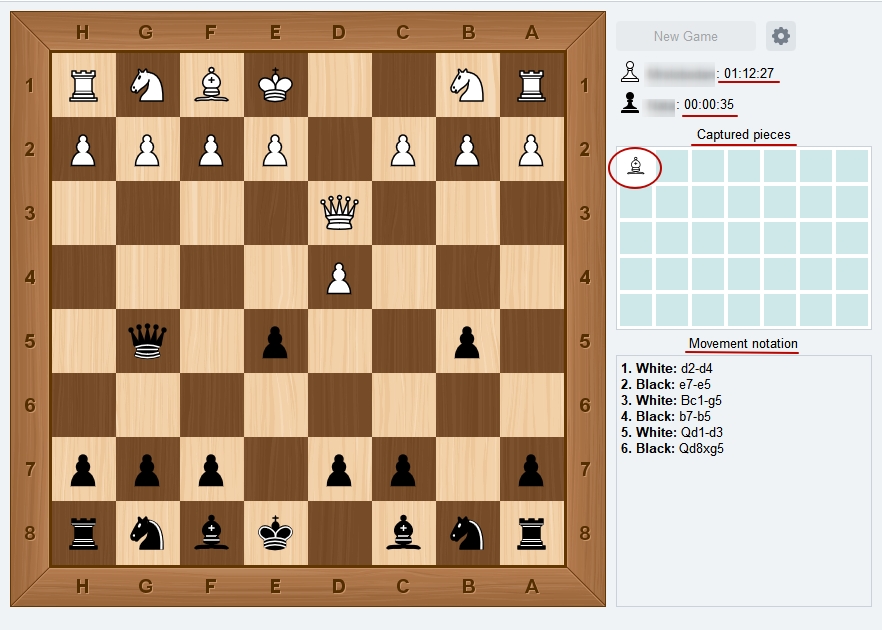 H G F E D C B A
1 1
2 2
3 3
4 4
5 5
6 6
7 7
8 8
H G F E D C B A
New Game
: 01:12:27
: 00:00:35
Captured pieces
Movement notation
1. White: d2-d4
2. Black: e7-e5
3. White: Bc1-g5
4. Black: b7-b5
5. White: Qd1-d3
6. Black: Qd8xg5